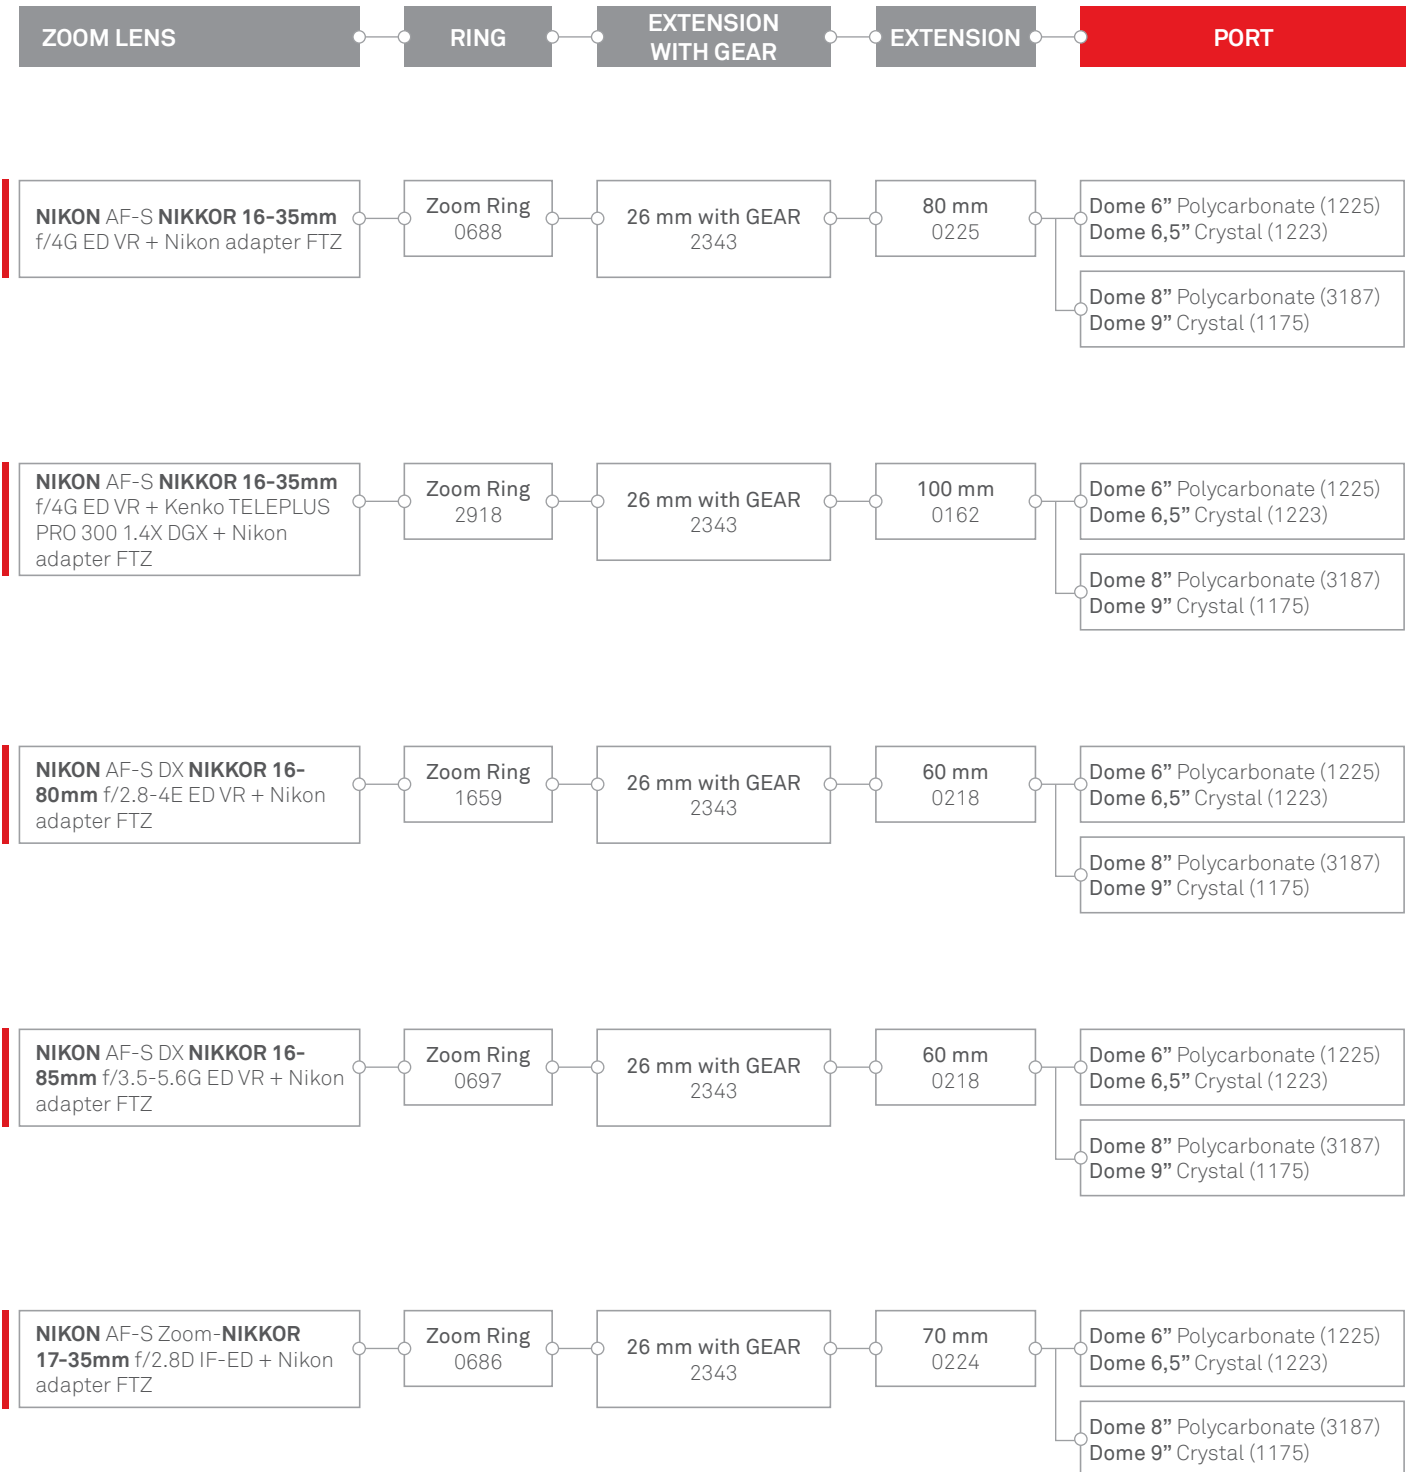 ZOOM LENS
RING
EXTENSION
WITH GEAR
EXTENSION
PORT
NIKON AF-S NIKKOR 16-35mm
f/4G ED VR + Nikon adapter FTZ
Zoom Ring
0688
26 mm with GEAR
2343
80 mm
0225
Dome 6” Polycarbonate (1225)
Dome 6,5” Crystal (1223)
Dome 8” Polycarbonate (3187)
Dome 9” Crystal (1175)
NIKON AF-S NIKKOR 16-35mm
f/4G ED VR + Kenko TELEPLUS
PRO 300 1.4X DGX + Nikon
adapter FTZ
Zoom Ring
2918
26 mm with GEAR
2343
100 mm
0162
Dome 6” Polycarbonate (1225)
Dome 6,5” Crystal (1223)
Dome 8” Polycarbonate (3187)
Dome 9” Crystal (1175)
NIKON AF-S DX NIKKOR 16-
80mm f/2.8-4E ED VR + Nikon
adapter FTZ
Zoom Ring
1659
26 mm with GEAR
2343
60 mm
0218
Dome 6” Polycarbonate (1225)
Dome 6,5” Crystal (1223)
Dome 8” Polycarbonate (3187)
Dome 9” Crystal (1175)
NIKON AF-S DX NIKKOR 16-
85mm f/3.5-5.6G ED VR + Nikon
adapter FTZ
Zoom Ring
0697
26 mm with GEAR
2343
60 mm
0218
Dome 6” Polycarbonate (1225)
Dome 6,5” Crystal (1223)
Dome 8” Polycarbonate (3187)
Dome 9” Crystal (1175)
NIKON AF-S Zoom-NIKKOR
17-35mm f/2.8D IF-ED + Nikon
adapter FTZ
Zoom Ring
0686
26 mm with GEAR
2343
70 mm
0224
Dome 6” Polycarbonate (1225)
Dome 6,5” Crystal (1223)
Dome 8” Polycarbonate (3187)
Dome 9” Crystal (1175)